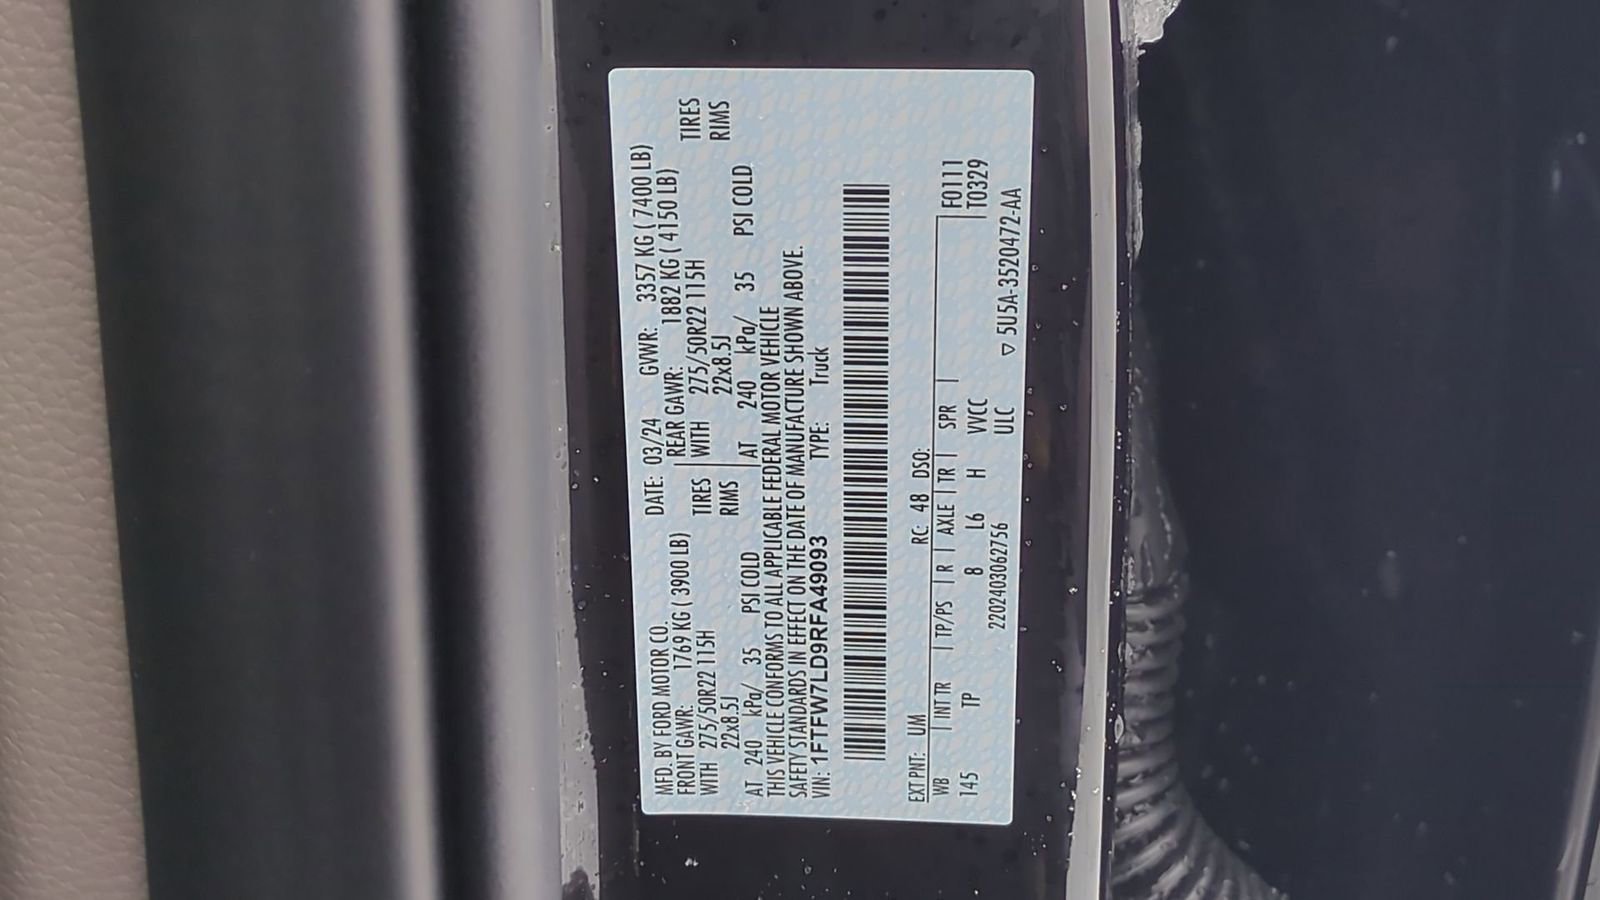 MFD. BY FORD MOTOR CO. DATE: 03/24 GVWR: 3357 KG ( 7400 LB)
FRONT GAWR: 1769 KG ( 3900 LB) REAR GAWR: 1882 KG ( 4150 LB)
WITH 275/50R22 115H TIRES WITH 275/50R22 115H TIRES
22x8.5J RIMS 22x8.5J RIMS
AT 240 kPa/ 35 PSI COLD AT 240 kPa/ 35 PSI COLD
THIS VEHICLE CONFORMS TO ALL APPLICABLE FEDERAL MOTOR VEHICLE
SAFETY STANDARDS IN EFFECT ON THE DATE OF MANUFACTURE SHOWN ABOVE.
VIN: 1FTFW7LD9RFA49093 TYPE: Truck
EXT PNT: UM RC: 48 DSO:
WB | INT TR | TP/PS | R | AXLE | TR | SPR | F0111
145 TP 8 L6 H VVCC T0329
2202403062756 ULC ▽ 5U5A-3520472-AA